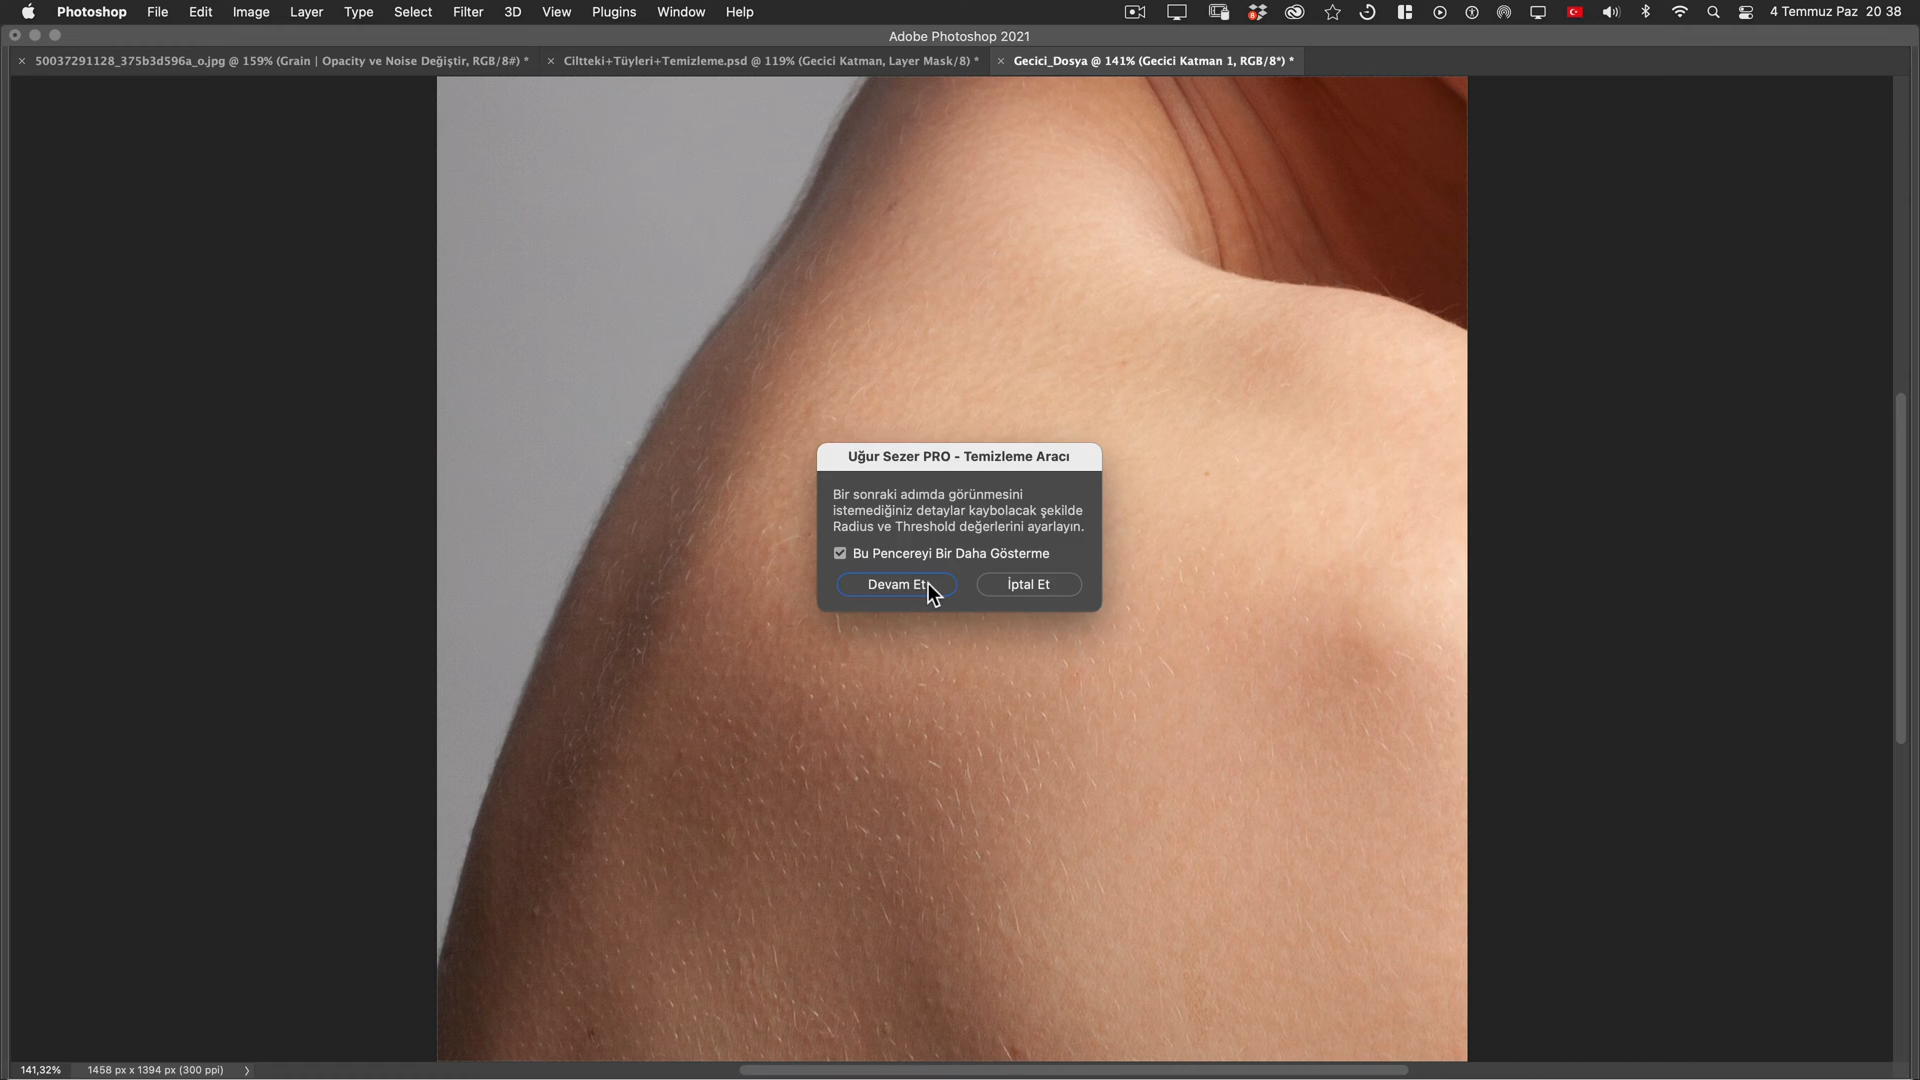 Photoshop File Edit Image Layer Type Select Filter 3D View Plugins Window Help 8 4 Temmuz Paz 20 38
Adobe Photoshop 2021
× 50037291128_375b3d596a_o.jpg @ 159% (Grain | Opacity ve Noise Değiştir, RGB/8#) * × Ciltteki+Tüyleri+Temizleme.psd @ 119% (Gecici Katman, Layer Mask/8) * × Gecici_Dosya @ 141% (Gecici Katman 1, RGB/8*) *
Uğur Sezer PRO - Temizleme Aracı
Bir sonraki adımda görünmesini
istemediğiniz detaylar kaybolacak şekilde
Radius ve Threshold değerlerini ayarlayın.
Bu Pencereyi Bir Daha Gösterme
Devam Et İptal Et
141,32% 1458 px x 1394 px (300 ppi) >